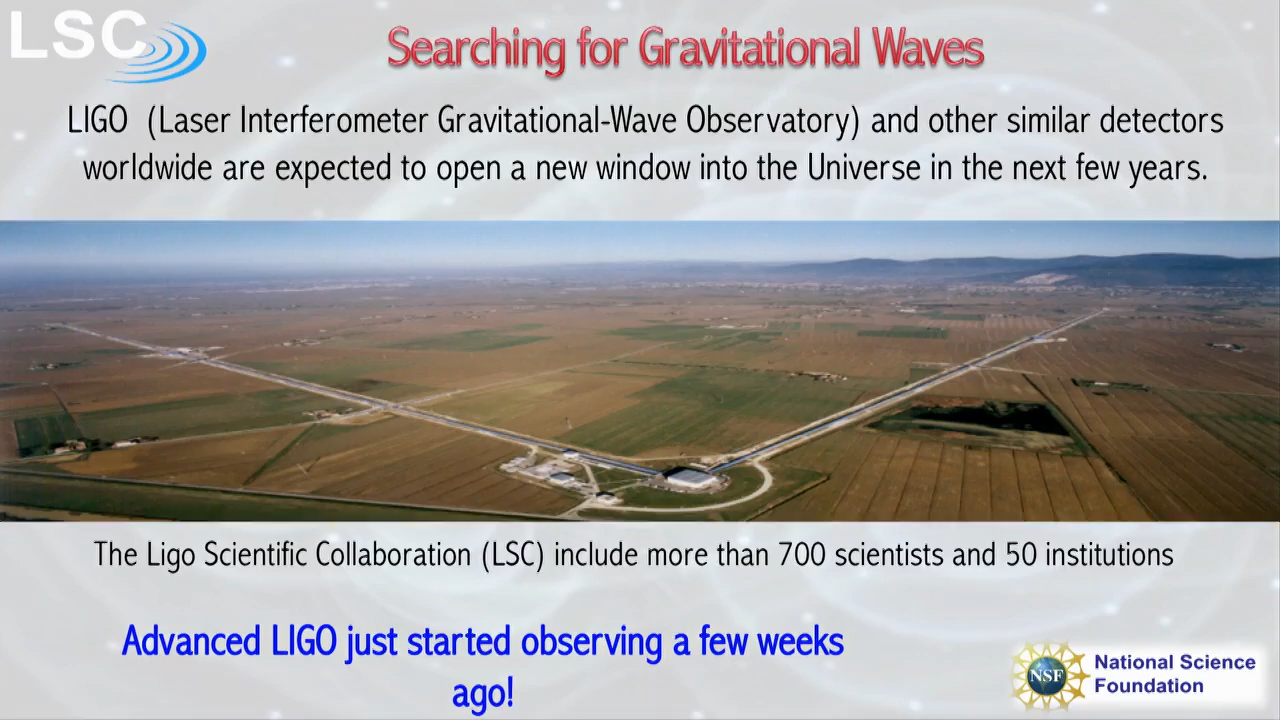 LSC
Searching for Gravitational Waves
LIGO (Laser Interferometer Gravitational-Wave Observatory) and other similar detectors
worldwide are expected to open a new window into the Universe in the next few years.
The Ligo Scientific Collaboration (LSC) include more than 700 scientists and 50 institutions
Advanced LIGO just started observing a few weeks
ago!
NSF
National Science
Foundation